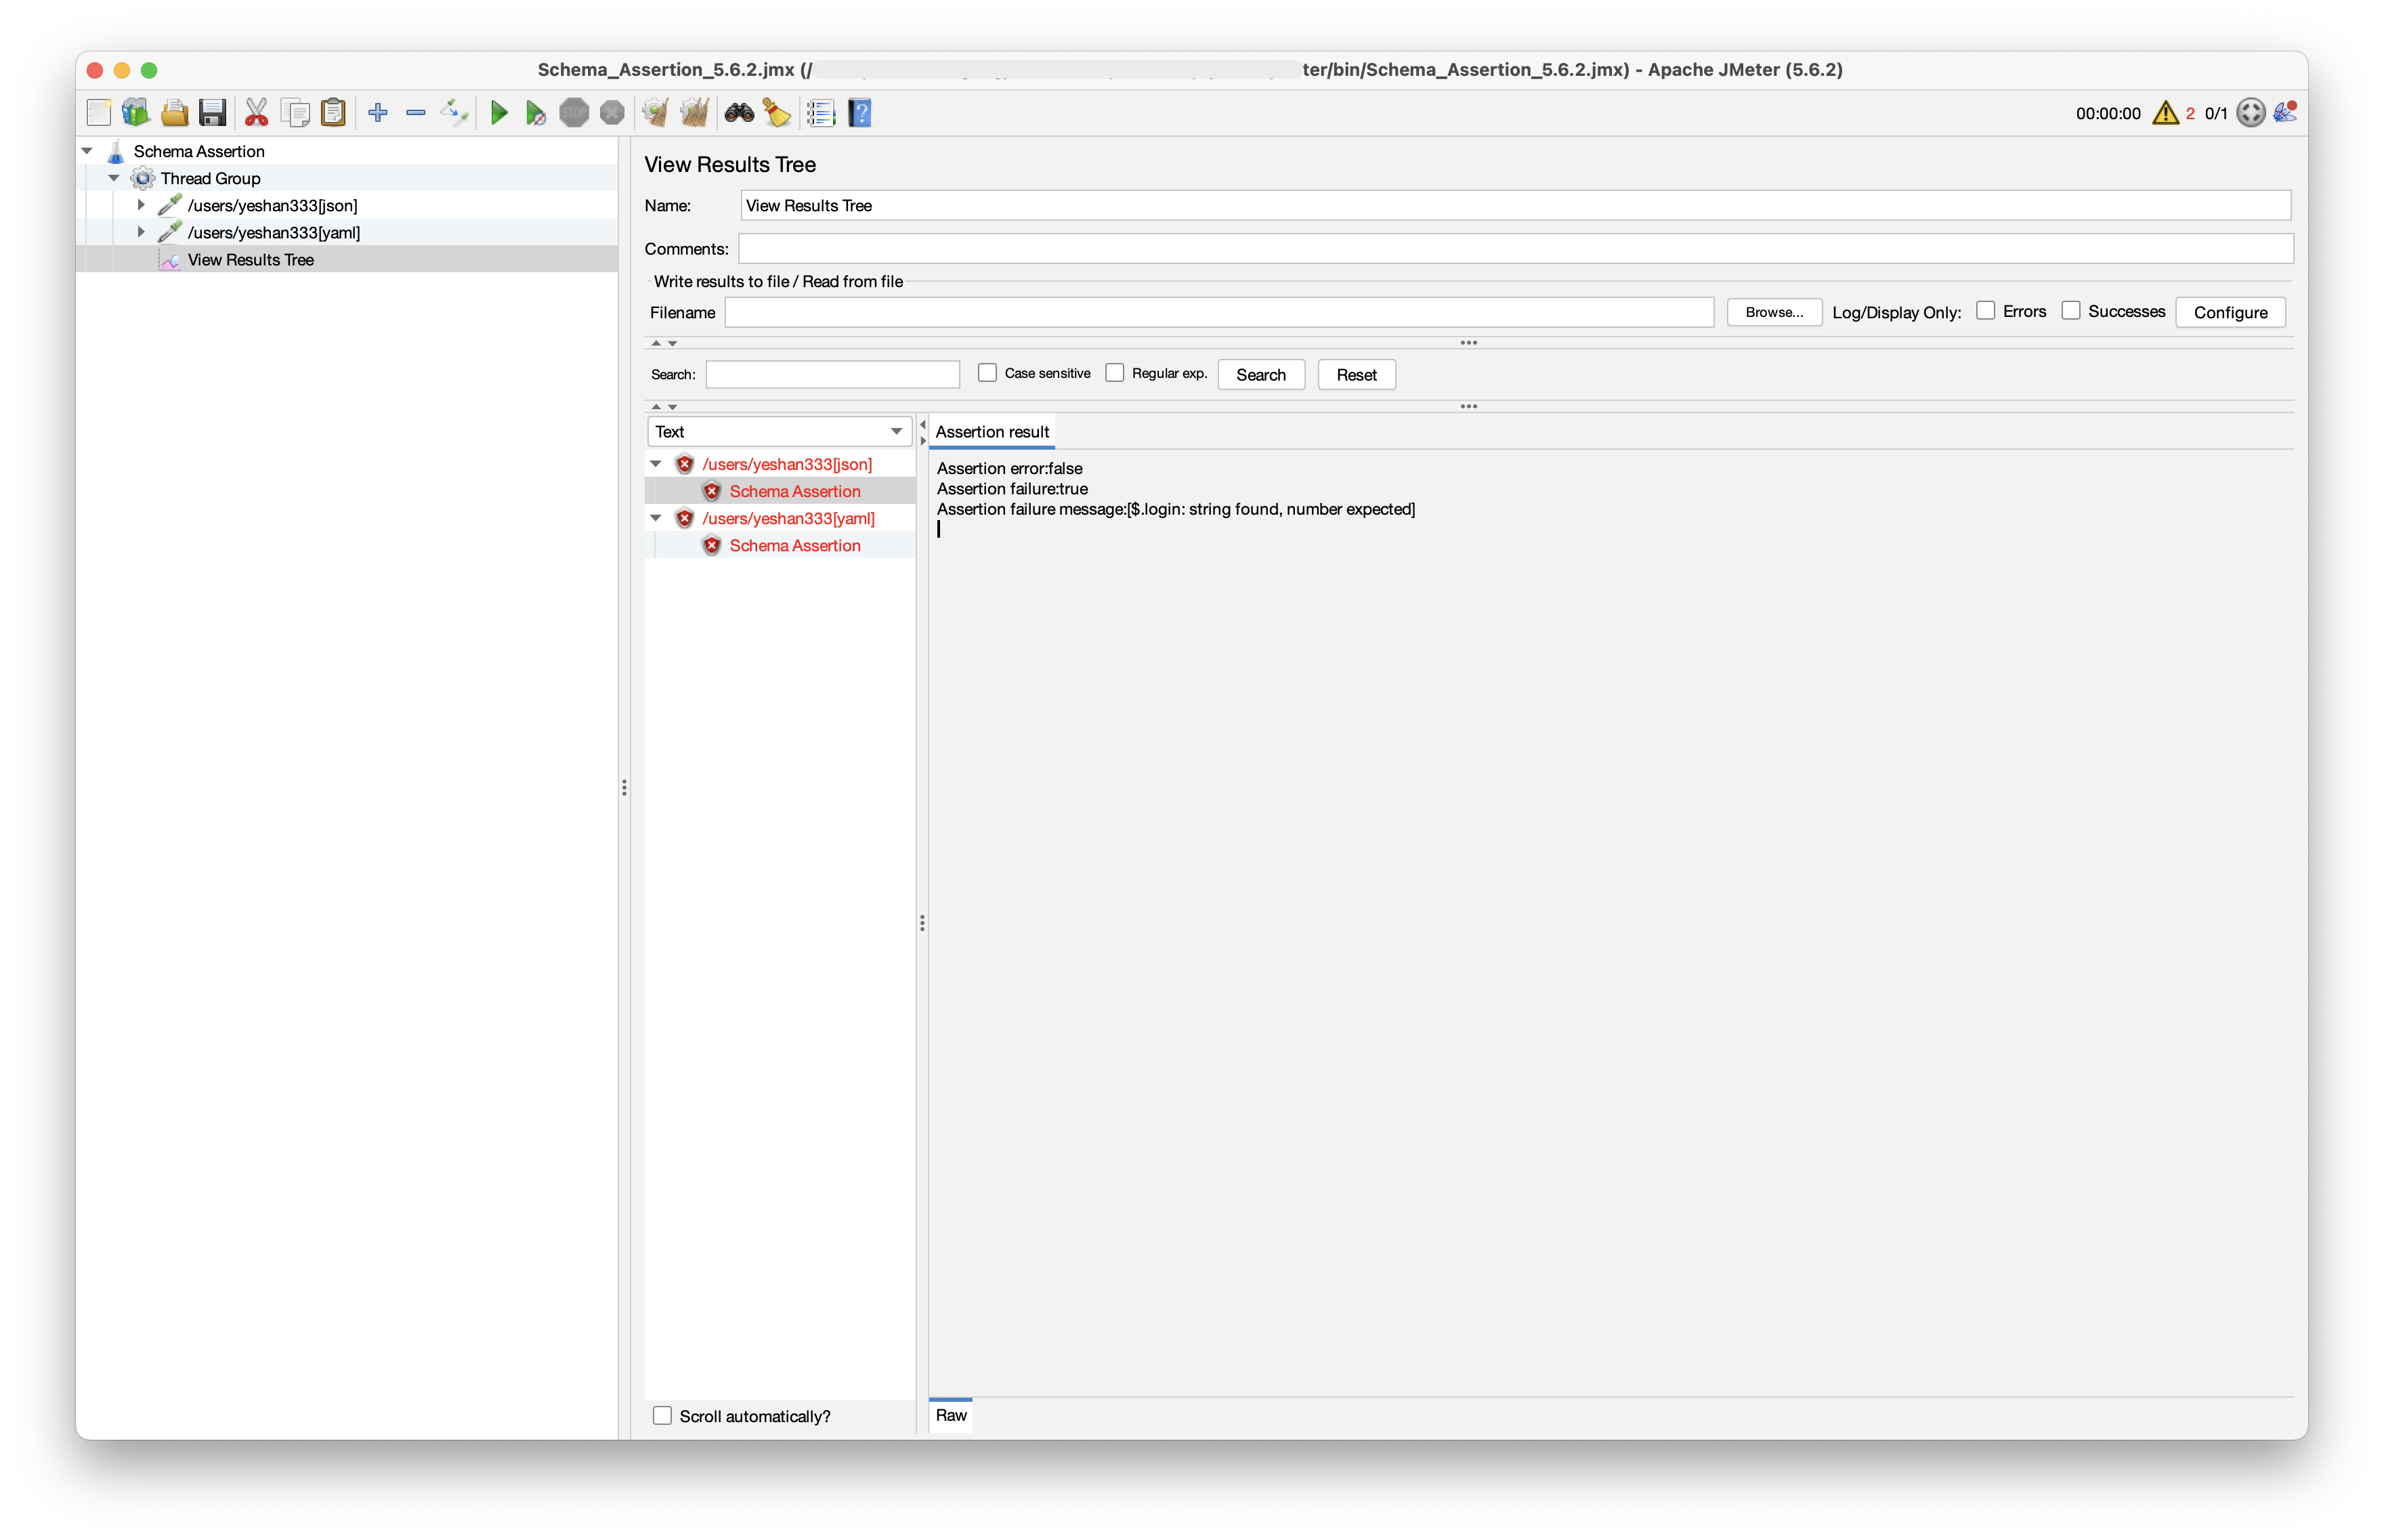 Schema_Assertion_5.6.2.jmx (/ ter/bin/Schema_Assertion_5.6.2.jmx) - Apache JMeter (5.6.2)
STOP
00:00:00 2 0/1
Schema Assertion
Thread Group
/users/yeshan333[json]
/users/yeshan333[yaml]
View Results Tree
View Results Tree
Name: View Results Tree
Comments:
Write results to file / Read from file
Filename Browse... Log/Display Only: Errors Successes Configure
Search: Case sensitive Regular exp. Search Reset
Text
/users/yeshan333[json]
Schema Assertion
/users/yeshan333[yaml]
Schema Assertion
Scroll automatically?
Assertion result
Assertion error:false
Assertion failure:true
Assertion failure message:[$.login: string found, number expected]
Raw